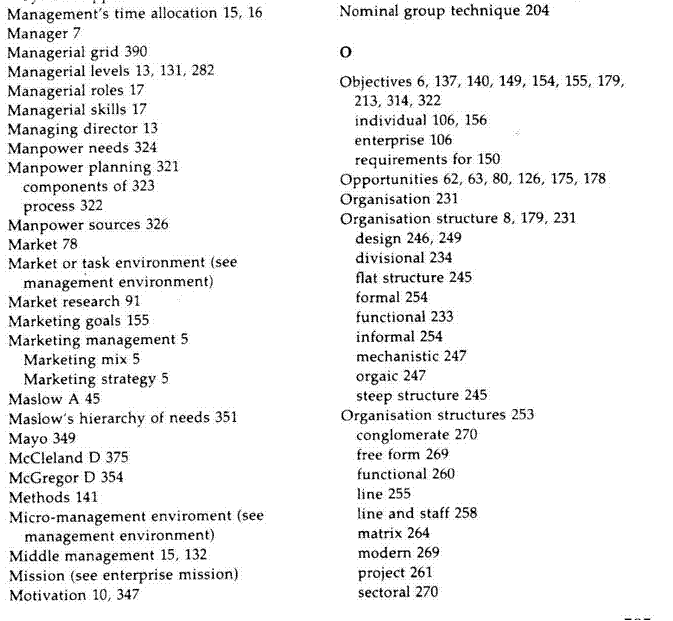 Management's time allocation 15, 16
Manager 7
Managerial grid 390
Managerial levels 13, 131, 282
Managerial roles 17
Managerial skills 17
Managing director 13
Manpower needs 324
Manpower planning 321
components of 323
process 322
Manpower sources 326
Market 78
Market or task environment (see
management environment)
Market research 91
Marketing goals 155
Marketing management 5
Marketing mix 5
Marketing strategy 5
Maslow A 45
Maslow's hierarchy of needs 351
Mayo 349
McCleland D 375
McGregor D 354
Methods 141
Micro-management enviroment (see
management environment)
Middle management 15, 132
Mission (see enterprise mission)
Motivation 10, 347
Nominal group technique 204
O
Objectives 6, 137, 140, 149, 154, 155, 179,
213, 314, 322
individual 106, 156
enterprise 106
requirements for 150
Opportunities 62, 63, 80, 126, 175, 178
Organisation 231
Organisation structure 8, 179, 231
design 246, 249
divisional 234
flat structure 245
formal 254
functional 233
informal 254
mechanistic 247
orgaic 247
steep structure 245
Organisation structures 253
conglomerate 270
free form 269
functional 260
line 255
line and staff 258
matrix 264
modern 269
project 261
sectoral 270